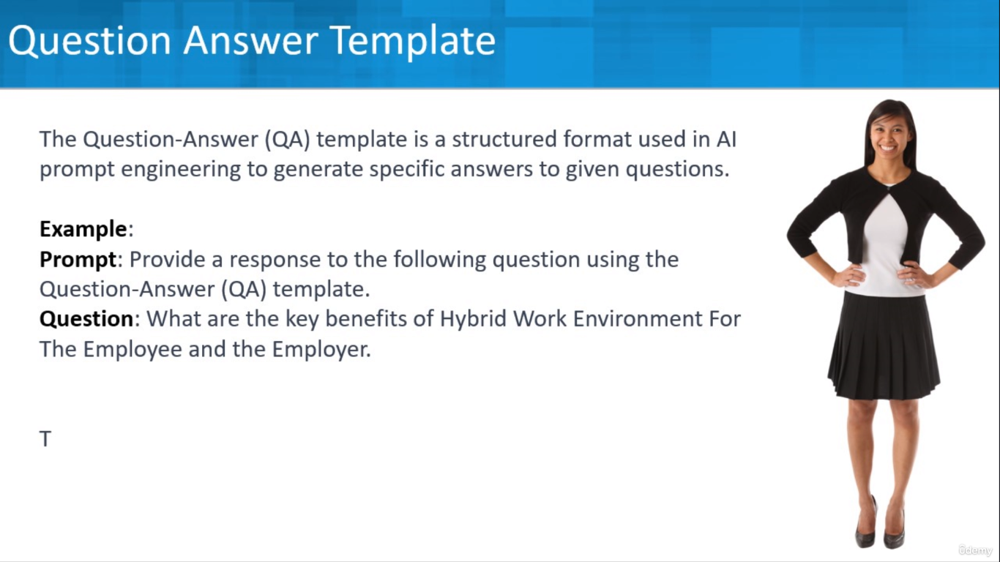 Question Answer Template
The Question-Answer (QA) template is a structured format used in AI
prompt engineering to generate specific answers to given questions.
Example:
Prompt: Provide a response to the following question using the
Question-Answer (QA) template.
Question: What are the key benefits of Hybrid Work Environment For
The Employee and the Employer.
T
ûdemy